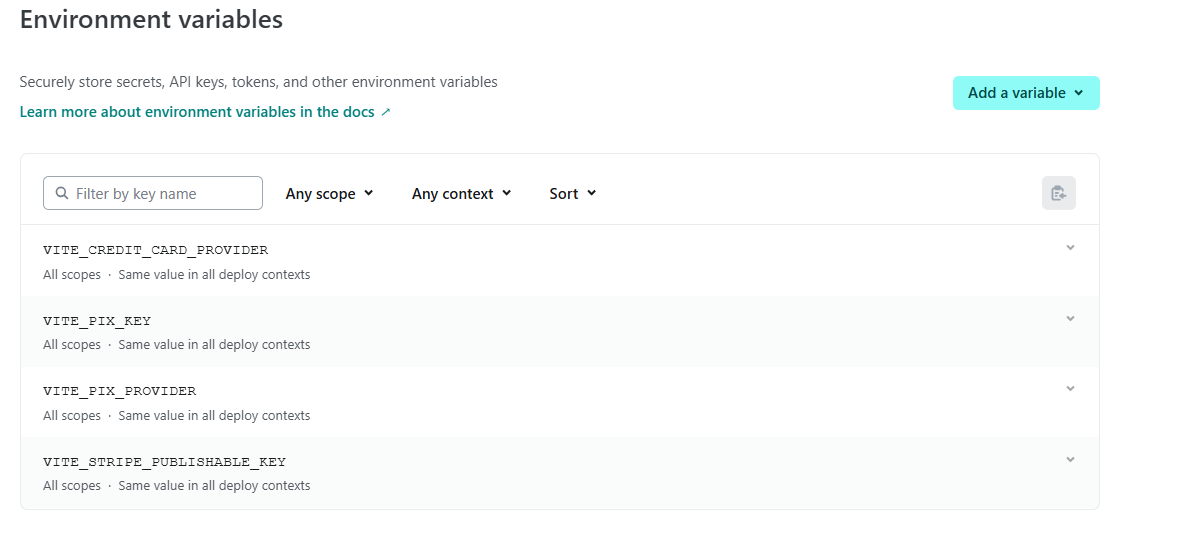 Environment variables
Securely store secrets, API keys, tokens, and other environment variables
Learn more about environment variables in the docs ↗
Add a variable
Filter by key name
Any scope
Any context
Sort
VITE_CREDIT_CARD_PROVIDER
All scopes · Same value in all deploy contexts
VITE_PIX_KEY
All scopes · Same value in all deploy contexts
VITE_PIX_PROVIDER
All scopes · Same value in all deploy contexts
VITE_STRIPE_PUBLISHABLE_KEY
All scopes · Same value in all deploy contexts